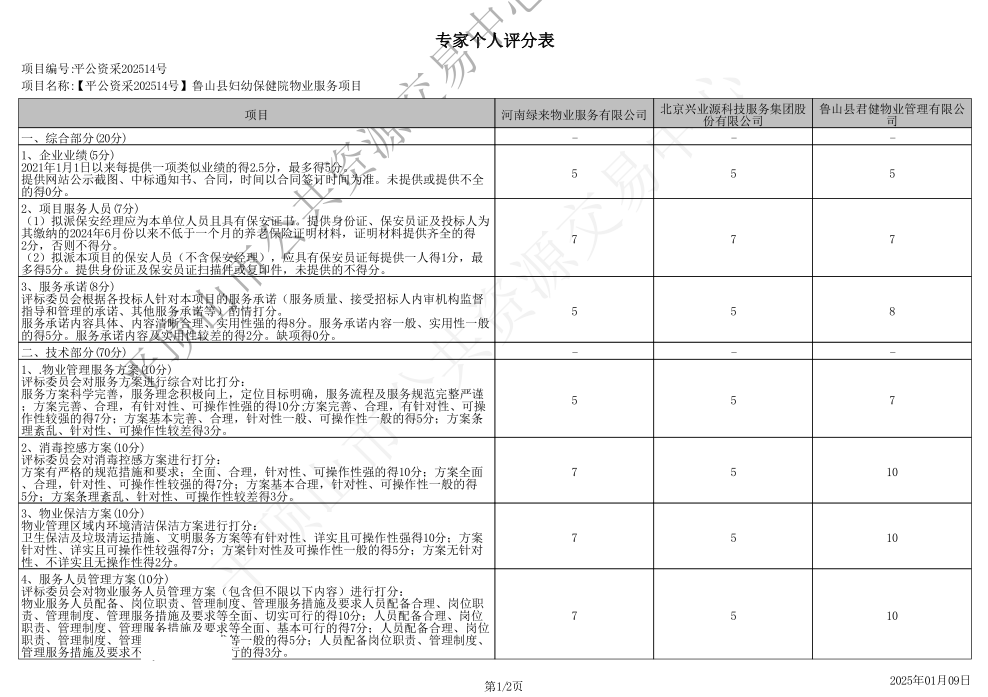 专家个人评分表
项目编号:平公资采202514号
项目名称:【平公资采202514号】鲁山县妇幼保健院物业服务项目
项目 河南绿来物业服务有限公司 北京兴业源科技服务集团股份有限公司 鲁山县君健物业管理有限公司
一、综合部分(20分) – – –
1、企业业绩(5分)
2021年1月1日以来每提供一项类似业绩的得2.5分，最多得5分。
提供网站公示截图、中标通知书、合同，时间以合同签订时间为准。未提供或提供不全
的得0分。
5 5 5
2、项目服务人员(7分)
（1）拟派保安经理应为本单位人员且具有保安证书。提供身份证、保安员证及投标人为
其缴纳的2024年6月份以来不低于一个月的养老保险证明材料，证明材料提供齐全的得
2分，否则不得分。
（2）拟派本项目的保安人员（不含保安经理），应具有保安员证每提供一人得1分，最
多得5分。提供身份证及保安员证扫描件或复印件，未提供的不得分。
7 7 7
3、服务承诺(8分)
评标委员会根各投标人针对本项目的服务承诺（服务质量、接受招标人内审机构监督
指导和管理的承诺、其他服务承诺等）酌情打分。
服务承诺内容具体、内容清晰合理、实用性强的得8分。服务承诺内容一般、实用性一般
的得5分。服务承诺内容及实用性较差的得2分。缺项得0分。
5 5 8
二、技术部分(70分) – – –
1、.物业管理服务方案(10分)
评标委员会对服务方案进行综合对比打分：
服务方案科学完善，服务理念积极向上，定位目标明确，服务流程及服务规范完整严谨
；方案完善、合理，有针对性、可操作性强的得10分;方案完善、合理，有针对性、可操
作性较强的得7分；方案基本完善、合理，针对性一般、可操作性一般的得5分；方案条
理紊乱、针对性、可操作性较差得3分。
5 5 7
2、消毒控感方案(10分)
评标委员会对消毒控感方案进行打分：
方案有严格的规范措施和要求；全面、合理，针对性、可操作性强的得10分；方案全面
、合理，针对性、可操作性较强的得7分；方案基本合理，针对性、可操作性一般的得
5分；方案条理紊乱、针对性、可操作性较差得3分。
7 5 10
3、物业保洁方案(10分)
物业管理区域内环境清洁保洁方案进行打分：
卫生保洁及垃圾清运措施、文明服务方案等有针对性、详实且可操作性强得10分；方案
针对性、详实且可操作性较强得7分；方案针对性及可操作性一般的得5分；方案无针对
性、不详实且无操作性得2分。
7 5 10
4、服务人员管理方案(10分)
评标委员会对物业服务人员管理方案（包含但不限以下内容）进行打分：
物业服务人员配备、岗位职责、管理制度、管理服务措施及要求人员配备合理、岗位职
责、管理制度、管理服务措施及要求等全面、切实可行的得10分；人员配备合理、岗位
职责、管理制度、管理服务措施及要求等全面、基本可行的得7分；人员配备合理、岗位
职责、管理制度、管理 等一般的得5分；人员配备岗位职责、管理制度、
管理服务措施及要求不 行的得3分。
7 5 10
第1/2页
2025年01月09日
平顶山市公共资源交易中心
平顶山市公共资源交易中心